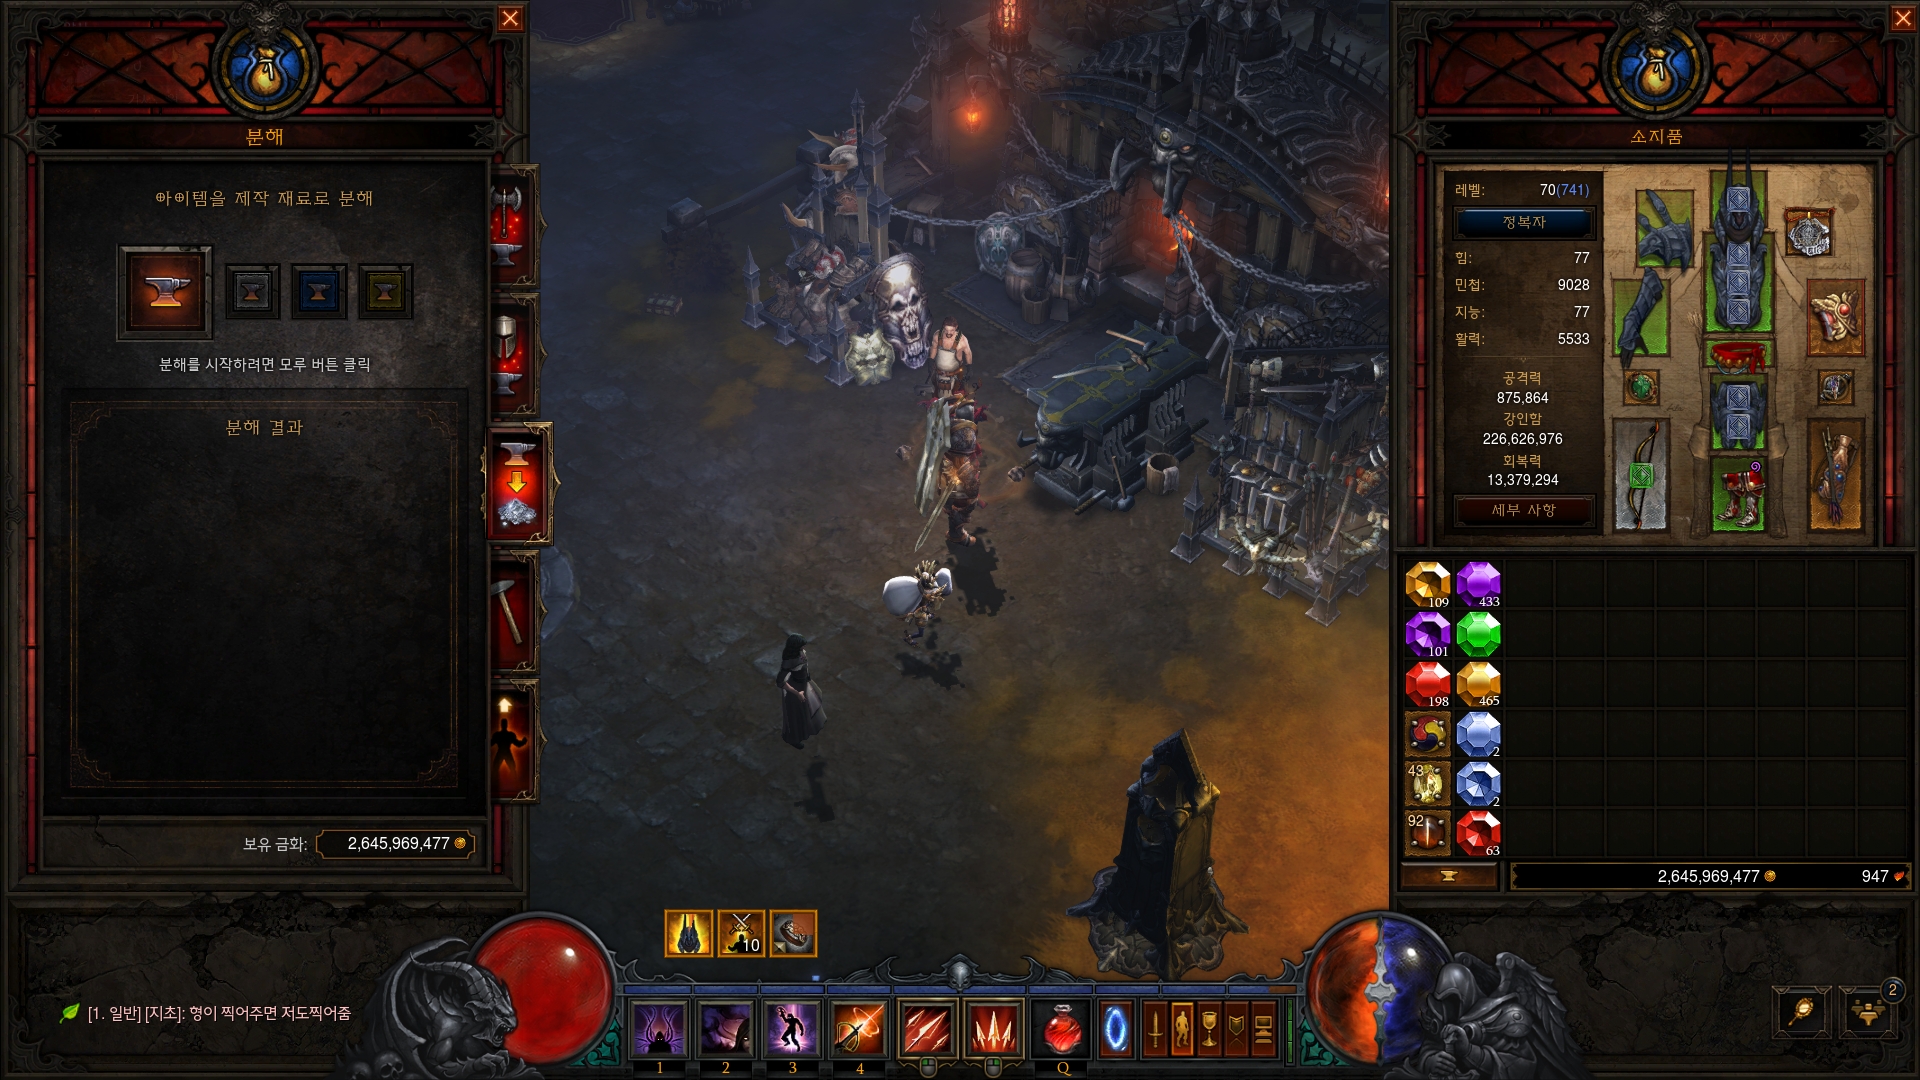 분해
아이템을 제작 재료로 분해
분해를 시작하려면 모루 버튼 클릭
분해 결과
보유 금화: 2,645,969,477
[1. 일반] [지초]: 형이 찍어주면 저도찍어줌
10
1 2 3 4 Q
소지품
레벨: 70(741)
정복자
힘: 77
민첩: 9028
지능: 77
활력: 5533
공격력
875,864
강인함
226,626,976
회복력
13,379,294
세부 사항
109 433
101
198 465
2
43 2
92 63
2,645,969,477 947
2